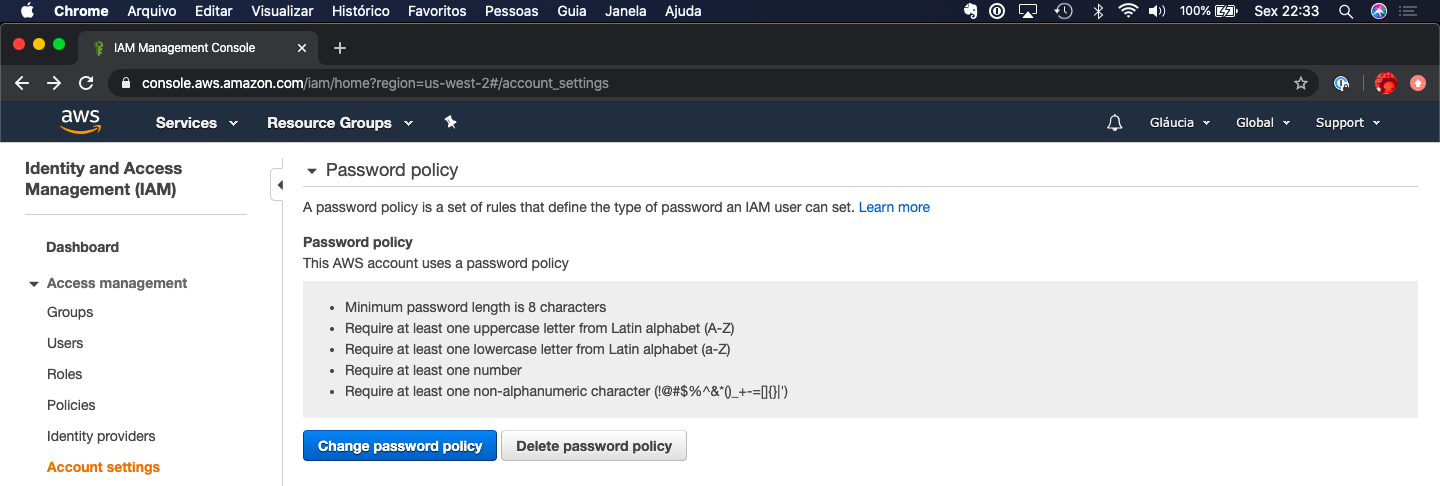 Chrome Arquivo Editar Visualizar Histórico Favoritos Pessoas Guia Janela Ajuda 100% Sex 22:33
IAM Management Console
console.aws.amazon.com/iam/home?region=us-west-2#/account_settings
aws Services Resource Groups Gláucia Global Support
Identity and Access
Management (IAM)
Dashboard
Access management
Groups
Users
Roles
Policies
Identity providers
Account settings
Password policy
A password policy is a set of rules that define the type of password an IAM user can set. Learn more
Password policy
This AWS account uses a password policy
• Minimum password length is 8 characters
• Require at least one uppercase letter from Latin alphabet (A-Z)
• Require at least one lowercase letter from Latin alphabet (a-Z)
• Require at least one number
• Require at least one non-alphanumeric character (!@#$%^&*()_+-=[]{}|')
Change password policy Delete password policy